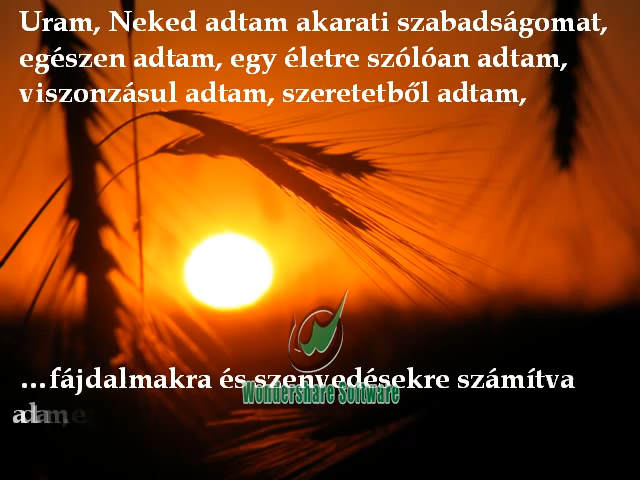 Uram, Neked adtam akarati szabadságomat,
egészen adtam, egy életre szólóan adtam,
viszonzásul adtam, szeretetből adtam,
...fájdalmakra és szenvedésekre számítva
Wondershare Software